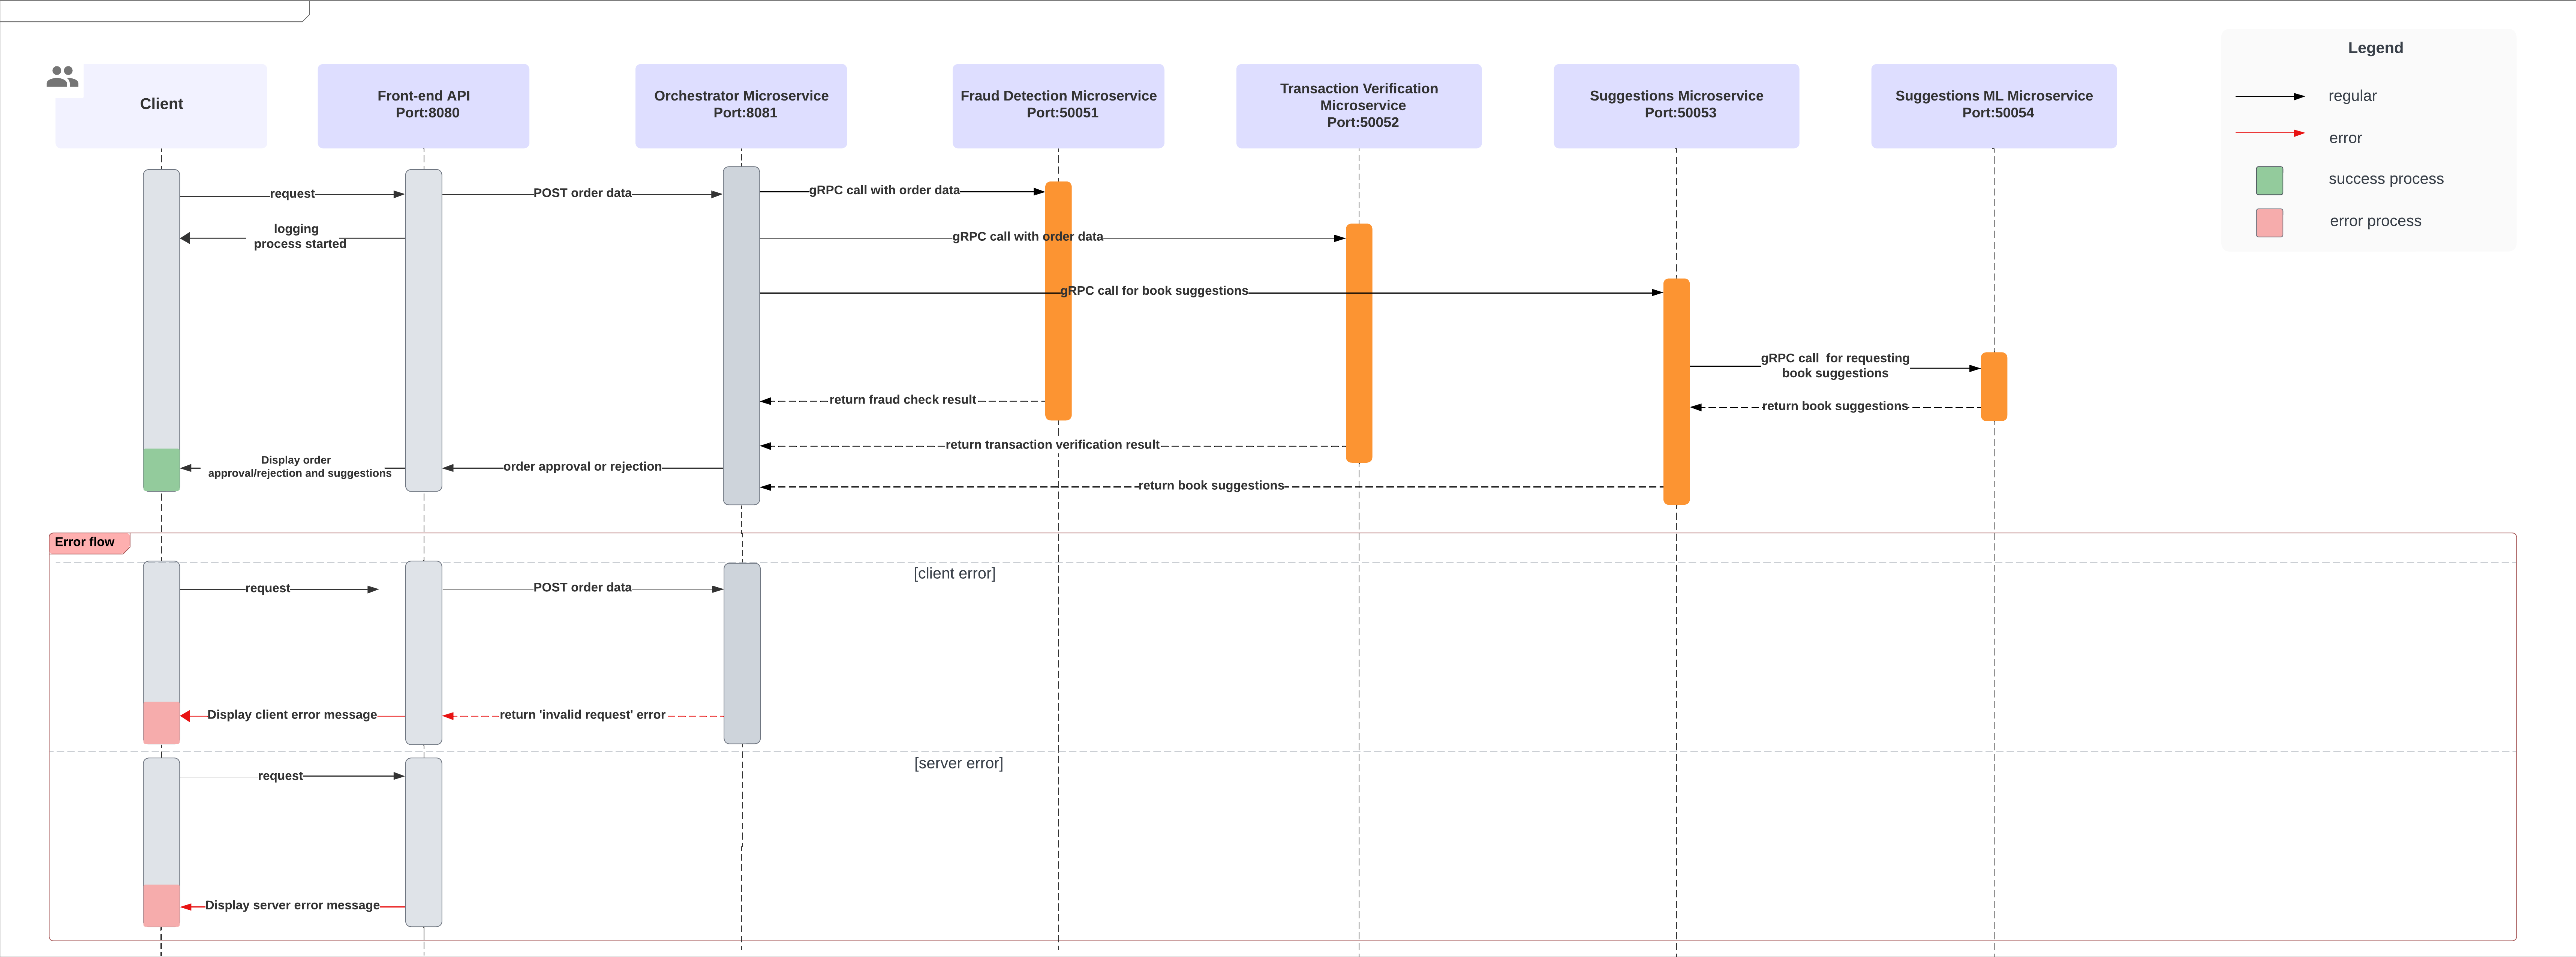 Legend
regular
error
success process
error process
Client
Front-end API
Port:8080
Orchestrator Microservice
Port:8081
Fraud Detection Microservice
Port:50051
Transaction Verification
Microservice
Port:50052
Suggestions Microservice
Port:50053
Suggestions ML Microservice
Port:50054
request
POST order data
gRPC call with order data
logging
process started
gRPC call with order data
gRPC call for book suggestions
gRPC call  for requesting
book suggestions
return fraud check result
return book suggestions
return transaction verification result
Display order
approval/rejection and suggestions
order approval or rejection
return book suggestions
Error flow
[client error]
request
POST order data
Display client error message
return 'invalid request' error
[server error]
request
Display server error message